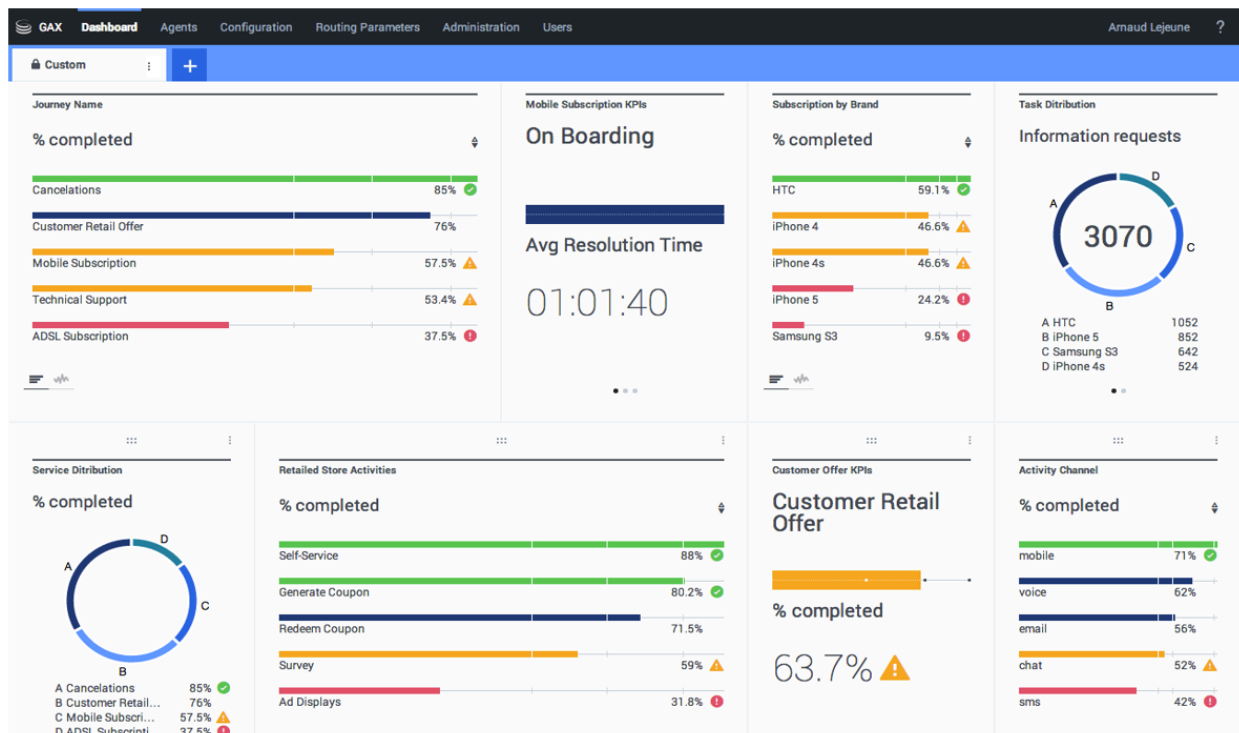 GAX Dashboard Agents Configuration Routing Parameters Administration Users Arnaud Lejeune ?
Custom +
Journey Name
% completed
Cancelations 85%
Customer Retail Offer 76%
Mobile Subscription 57.5%
Technical Support 53.4%
ADSL Subscription 37.5%
Mobile Subscription KPIs
On Boarding
Avg Resolution Time
01:01:40
Subscription by Brand
% completed
HTC 59.1%
iPhone 4 46.6%
iPhone 4s 46.6%
iPhone 5 24.2%
Samsung S3 9.5%
Task Ditribution
Information requests
D
A
3070
C
B
A HTC 1052
B iPhone 5 852
C Samsung S3 642
D iPhone 4s 524
Service Ditribution
% completed
D
A
C
B
A Cancelations 85%
B Customer Retail... 76%
C Mobile Subscri... 57.5%
D ADSL Subscripti... 37.5%
Retailed Store Activities
% completed
Self-Service 88%
Generate Coupon 80.2%
Redeem Coupon 71.5%
Survey 59%
Ad Displays 31.8%
Customer Offer KPIs
Customer Retail
Offer
% completed
63.7%
Activity Channel
% completed
mobile 71%
voice 62%
email 56%
chat 52%
sms 42%